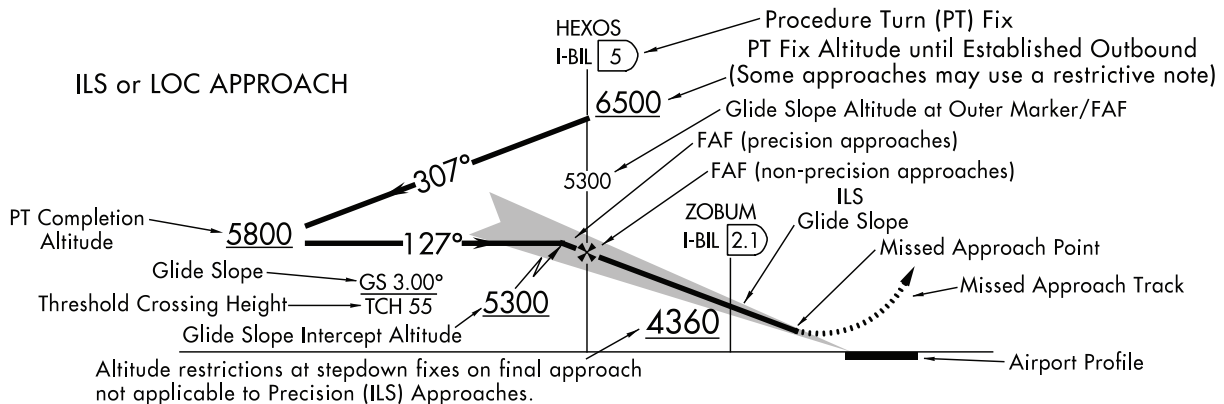 HEXOS
I-BIL 5
Procedure Turn (PT) Fix
PT Fix Altitude until Established Outbound
(Some approaches may use a restrictive note)
ILS or LOC APPROACH
6500
Glide Slope Altitude at Outer Marker/FAF
FAF (precision approaches)
FAF (non-precision approaches)
307°
5300
ZOBUM
I-BIL 2.1
ILS
Glide Slope
PT Completion
Altitude
5800
127°
Missed Approach Point
Missed Approach Track
Glide Slope
GS 3.00°
Threshold Crossing Height
TCH 55
Glide Slope Intercept Altitude
5300
4360
Airport Profile
Altitude restrictions at stepdown fixes on final approach
not applicable to Precision (ILS) Approaches.